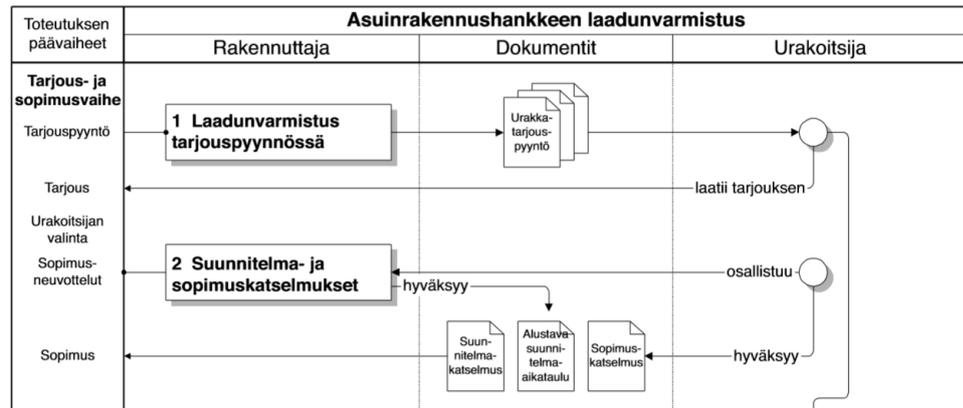 Toteutuksen
päävaiheet
Asuinrakennushankkeen laadunvarmistus
Rakennuttaja
Dokumentit
Urakoitsija
Tarjous- ja
sopimusvaihe
Tarjouspyyntö
1 Laadunvarmistus
tarjouspyynnössä
Urakka-
tarjous-
pyyntö
Tarjous
laatii tarjouksen
Urakoitsijan
valinta
Sopimus-
neuvottelut
2 Suunnitelma- ja
sopimuskatselmukset
osallistuu
hyväksyy
Sopimus
Suun-
nitelma-
katselmus
Alustava
suunni-
telma-
aikataulu
Sopimus-
katselmus
hyväksyy